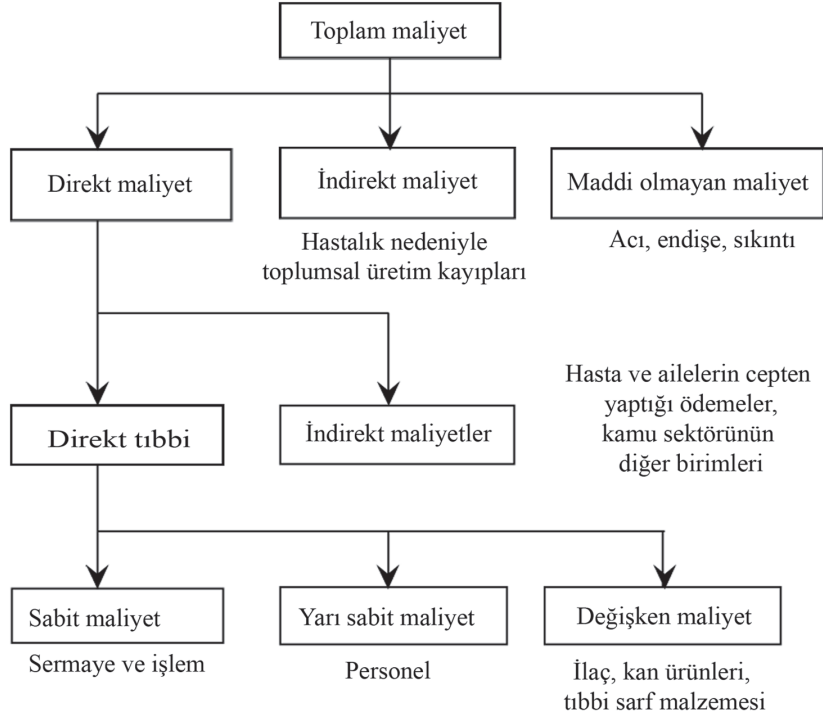 Toplam maliyet
Direkt maliyet
İndirekt maliyet
Maddi olmayan maliyet
Hastalık nedeniyle
toplumsal üretim kayıpları
Acı, endişe, sıkıntı
Direkt tıbbi
İndirekt maliyetler
Hasta ve ailelerin cepten
yaptığı ödemeler,
kamu sektörünün
diğer birimleri
Sabit maliyet
Yarı sabit maliyet
Değişken maliyet
Sermaye ve işlem
Personel
İlaç, kan ürünleri,
tıbbi sarf malzemesi